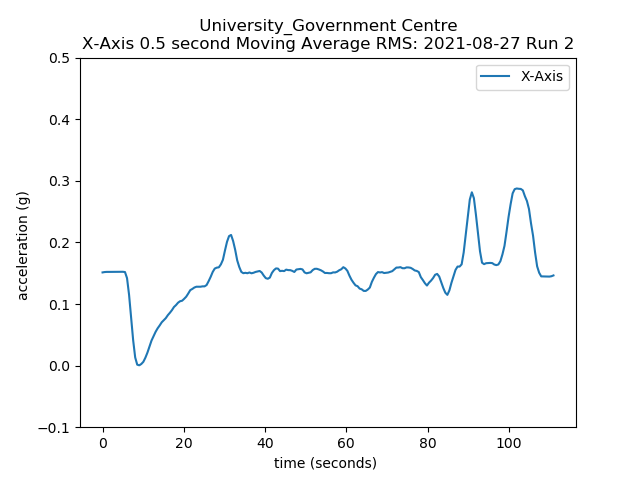 University_Government Centre
X-Axis 0.5 second Moving Average RMS: 2021-08-27 Run 2
X-Axis
acceleration (g)
0.5
0.4
0.3
0.2
0.1
0.0
−0.1
0 20 40 60 80 100
time (seconds)